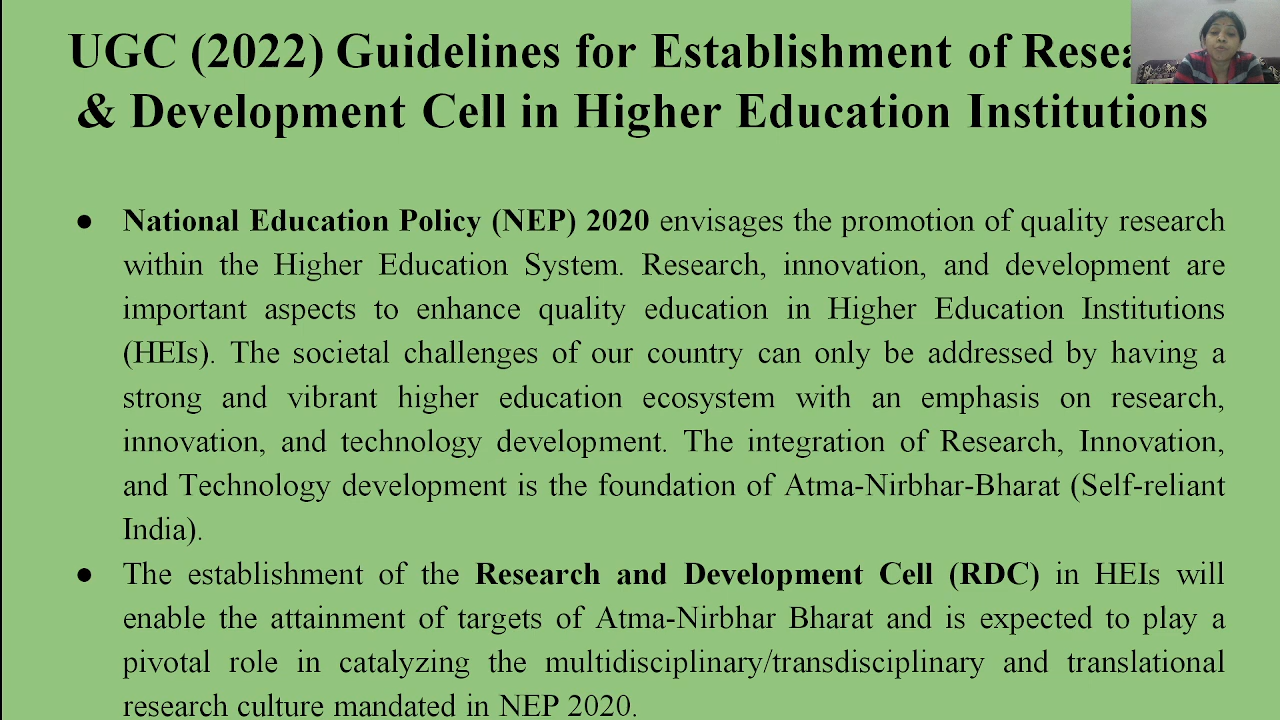 UGC (2022) Guidelines for Establishment of
& Development Cell in Higher Education Institutions
● National Education Policy (NEP) 2020 envisages the promotion of quality research
within the Higher Education System. Research, innovation, and development are
important aspects to enhance quality education in Higher Education Institutions
(HEIs). The societal challenges of our country can only be addressed by having a
strong and vibrant higher education ecosystem with an emphasis on research,
innovation, and technology development. The integration of Research, Innovation,
and Technology development is the foundation of Atma-Nirbhar-Bharat (Self-reliant
India).
● The establishment of the Research and Development Cell (RDC) in HEIs will
enable the attainment of targets of Atma-Nirbhar Bharat and is expected to play a
pivotal role in catalyzing the multidisciplinary/transdisciplinary and translational
research culture mandated in NEP 2020.